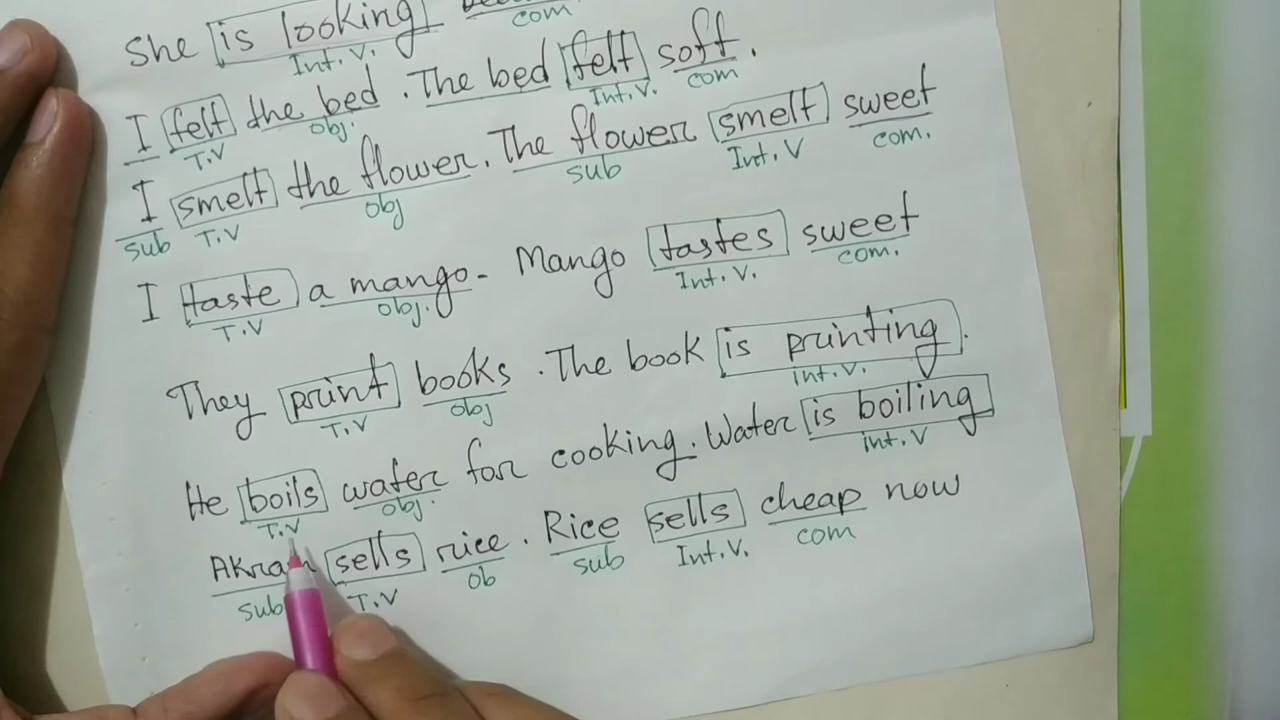 She is looking
Int. V. com
I felt the bed. The bed felt soft.
T.V obj. Int. V. com
I smelt the flower. The flower smelt sweet
sub T.V obj sub Int. V com.
I taste a mango- Mango tastes sweet
T.V obj. Int. V. com.
They print books. The book is printing.
T.V obj int. V.
He boils water for cooking. Water is boiling
T.V obj. int. V
Akram sells rice. Rice sells cheap now
sub T.V ob sub Int. V. com